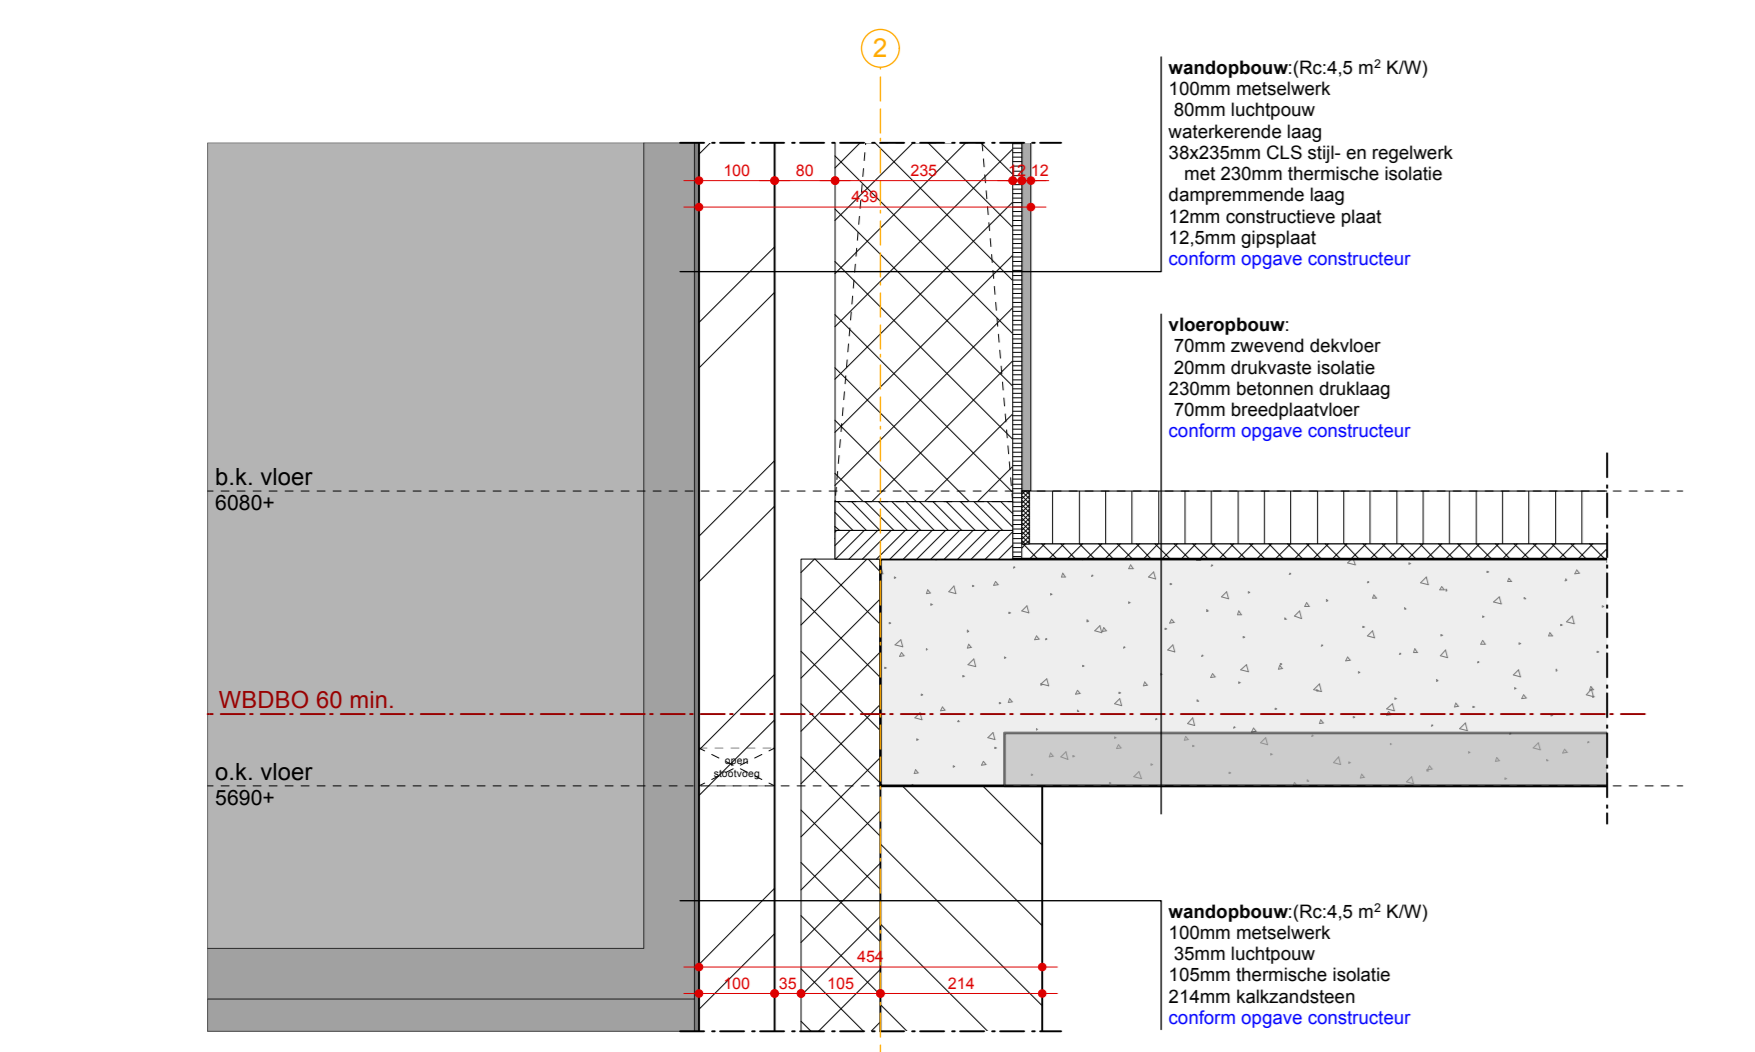 2
wandopbouw:(Rc:4,5 m² K/W)
100mm metselwerk
80mm luchtpouw
waterkerende laag
38x235mm CLS stijl- en regelwerk
met 230mm thermische isolatie
dampremmende laag
12mm constructieve plaat
12,5mm gipsplaat
conform opgave constructeur
100 80 235 12 12
439
vloeropbouw:
70mm zwevend dekvloer
20mm drukvaste isolatie
230mm betonnen druklaag
70mm breedplaatvloer
conform opgave constructeur
b.k. vloer
6080+
WBDBO 60 min.
open
stootvoeg
o.k. vloer
5690+
wandopbouw:(Rc:4,5 m² K/W)
100mm metselwerk
35mm luchtpouw
105mm thermische isolatie
214mm kalkzandsteen
conform opgave constructeur
454
100 35 105 214